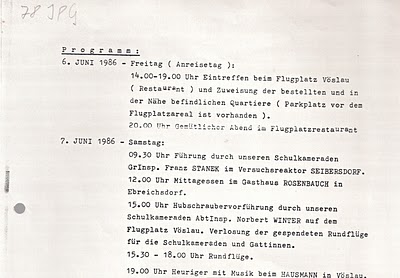 78 JPG
Programm:
6. JUNI 1986 - Freitag ( Anreisetag ):
14.00-19.00 Uhr Eintreffen beim Flugplatz Vöslau
( Restaurant ) und Zuweisung der bestellten und in
der Nähe befindlichen Quartiere ( Parkplatz vor dem
Flugplatzareal ist vorhanden ).
20.00 Uhr Gemütlicher Abend im Flugplatzrestaurant
7. JUNI 1986 - Samstag:
09.30 Uhr Führung durch unseren Schulkameraden
GrInsp. Franz STANEK im Versuchsreaktor SEIBERSDORF.
12.00 Uhr Mittagessen im Gasthaus ROSENBAUCH in
Ebreichsdorf.
15.00 Uhr Hubschraubervorführung durch unseren
Schulkameraden AbtInsp. Norbert WINTER auf dem
Flugplatz Vöslau. Verlosung der gespendeten Rundflüge
für die Schulkameraden und Gattinnen.
15.30 - 18.00 Uhr Rundflüge.
19.00 Uhr Heuriger mit Musik beim HAUSMANN in Vöslau.